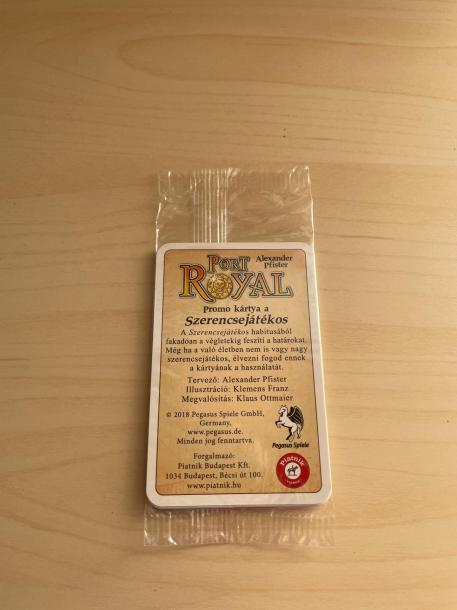 PORT
ROYAL
Alexander
Pfister
Promo kártya a
Szerencsejátékos
A Szerencsejátékos habitusából
fakadóan a végletekig feszíti a határokat.
Még ha a való életben nem is vagy nagy
szerencsejátékos, élvezni fogod ennek
a kártyának a használatát.
Tervező: Alexander Pfister
Illusztráció: Klemens Franz
Megvalósítás: Klaus Ottmaier
© 2018 Pegasus Spiele GmbH,
Germany,
www.pegasus.de.
Minden jog fenntartva.
Pegasus Spiele
Forgalmazó:
Piatnik Budapest Kft.
1034 Budapest, Bécsi út 100.
www.piatnik.hu
PIATNIK